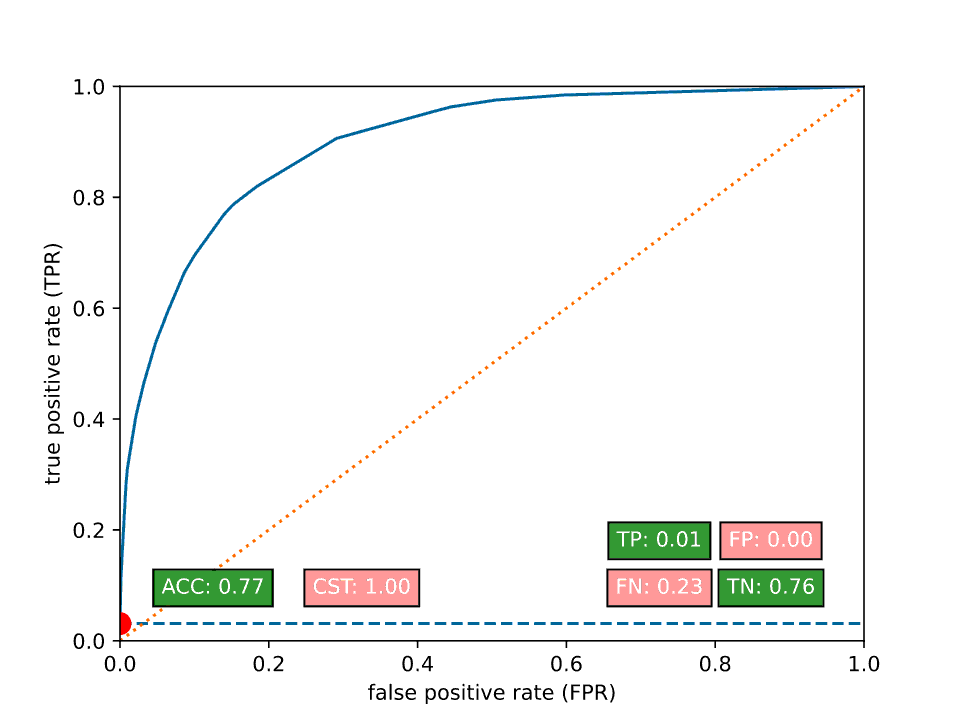 1.0
0.8
0.6
0.4
0.2
0.0
true positive rate (TPR)
TP: 0.01 FP: 0.00
ACC: 0.77 CST: 1.00 FN: 0.23 TN: 0.76
0.0 0.2 0.4 0.6 0.8 1.0
false positive rate (FPR)